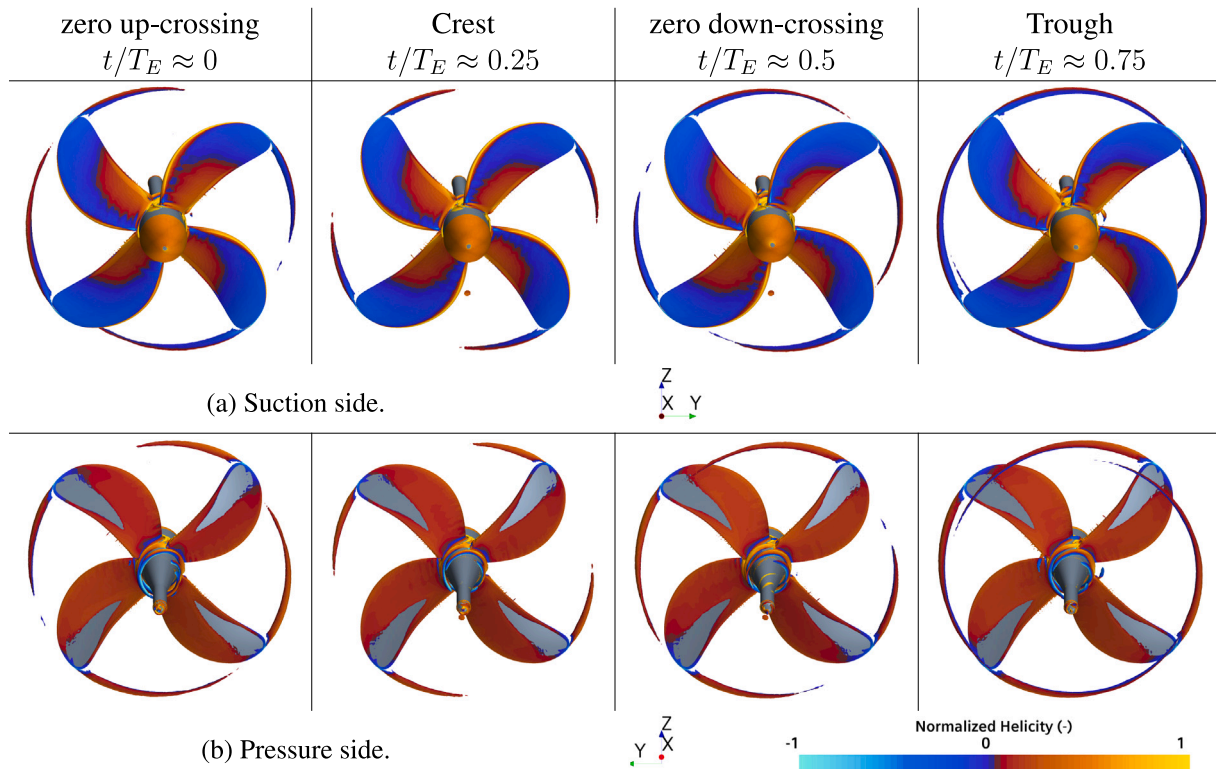 zero up-crossing Crest zero down-crossing Trough
t/T_E ≈ 0 t/T_E ≈ 0.25 t/T_E ≈ 0.5 t/T_E ≈ 0.75
Z
X Y
(a) Suction side.
Z
Y X
(b) Pressure side.
Normalized Helicity (-)
-1 0 1